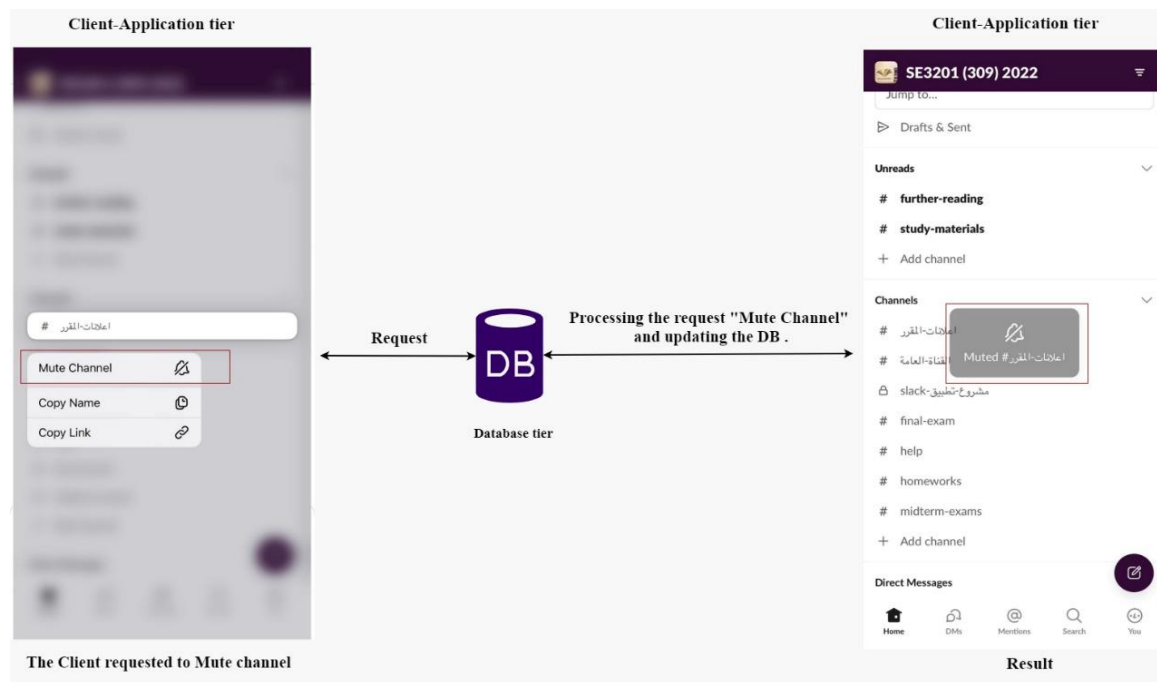 Client-Application tier
# اعلانات-المقرر
Mute Channel
Copy Name
Copy Link
The Client requested to Mute channel
Request
DB
Database tier
Processing the request "Mute Channel"
and updating the DB .
Client-Application tier
SE3201 (309) 2022
Jump to...
Drafts & Sent
Unreads
# further-reading
# study-materials
+ Add channel
Channels
# اعلانات-المقرر
# القناة-العامة
Muted # اعلانات-المقرر
slack-مشروع-تطبيق
# final-exam
# help
# homeworks
# midterm-exams
+ Add channel
Direct Messages
Home DMs Mentions Search You
Result